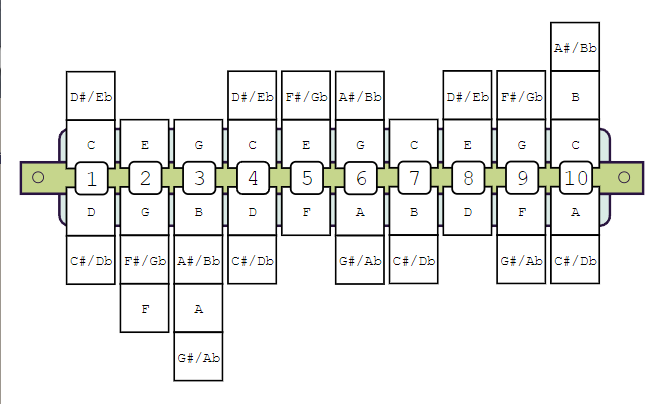 A#/Bb
D#/Eb D#/Eb F#/Gb A#/Bb D#/Eb F#/Gb B
C E G C E G C E G C
1 2 3 4 5 6 7 8 9 10
D G B D F A B D F A
C#/Db F#/Gb A#/Bb C#/Db G#/Ab C#/Db G#/Ab C#/Db
F A
G#/Ab